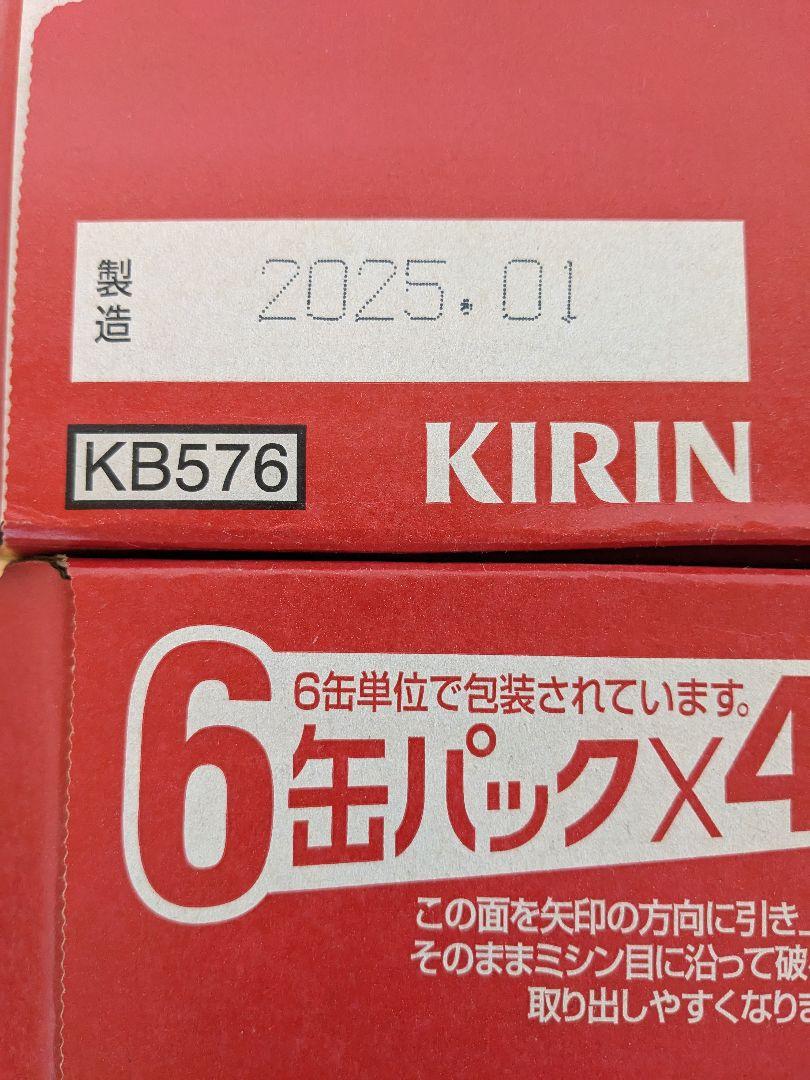 製造
2025.01
KB576
KIRIN
6缶単位で包装されています。
6缶パック×4
この面を矢印の方向に引き
そのままミシン目に沿って破
取り出しやすくなりま